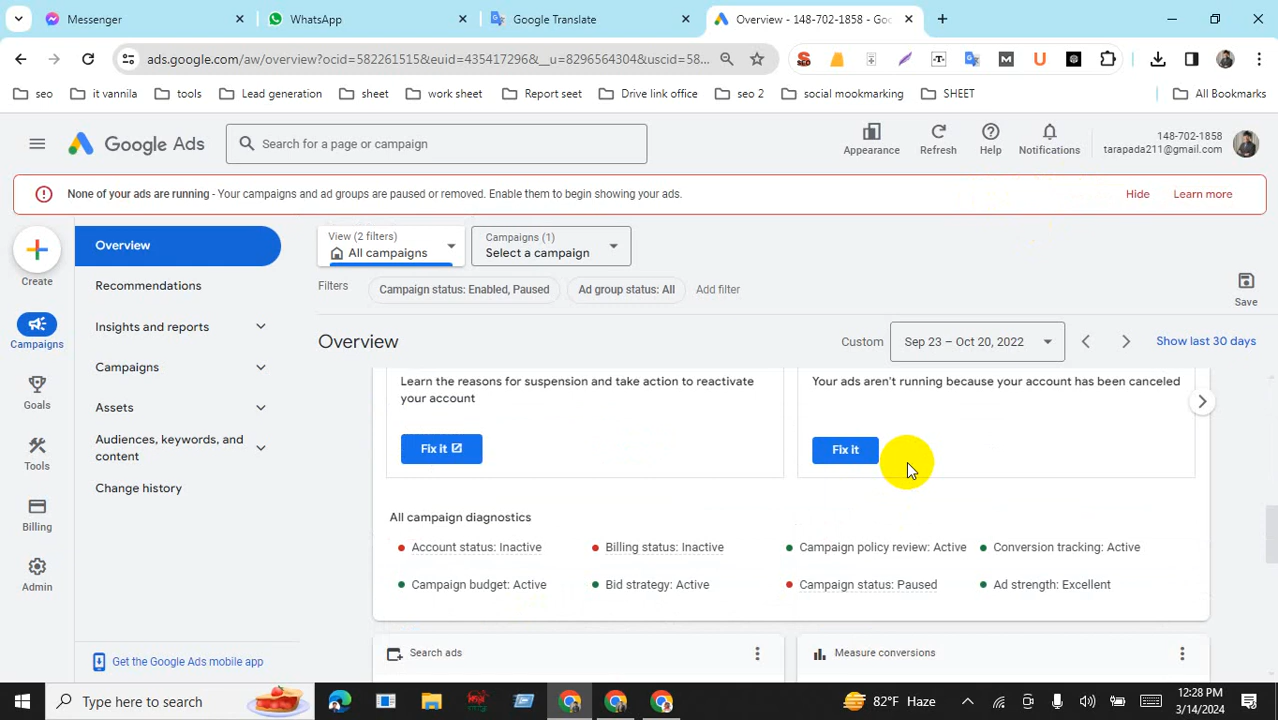 Messenger
WhatsApp
Google Translate
Overview - 148-702-1858 - Goo
ads.google.com/aw/overview?ocid=582261515&euid=435417296&__u=8296564304&uscid=58...
seo
it vannila
tools
Lead generation
sheet
work sheet
Report seet
Drive link office
seo 2
social mookmarking
SHEET
All Bookmarks
Google Ads
Search for a page or campaign
Appearance
Refresh
Help
Notifications
148-702-1858
tarapada211@gmail.com
None of your ads are running - Your campaigns and ad groups are paused or removed. Enable them to begin showing your ads.
Hide
Learn more
Create
Campaigns
Goals
Tools
Billing
Admin
Overview
Recommendations
Insights and reports
Campaigns
Assets
Audiences, keywords, and
content
Change history
Get the Google Ads mobile app
View (2 filters)
All campaigns
Campaigns (1)
Select a campaign
Filters
Campaign status: Enabled, Paused
Ad group status: All
Add filter
Save
Overview
Custom
Sep 23 – Oct 20, 2022
Show last 30 days
Learn the reasons for suspension and take action to reactivate
your account
Fix it
Your ads aren't running because your account has been canceled
Fix it
All campaign diagnostics
Account status: Inactive
Billing status: Inactive
Campaign policy review: Active
Conversion tracking: Active
Campaign budget: Active
Bid strategy: Active
Campaign status: Paused
Ad strength: Excellent
Search ads
Measure conversions
Type here to search
82°F Haze
12:28 PM
3/14/2024